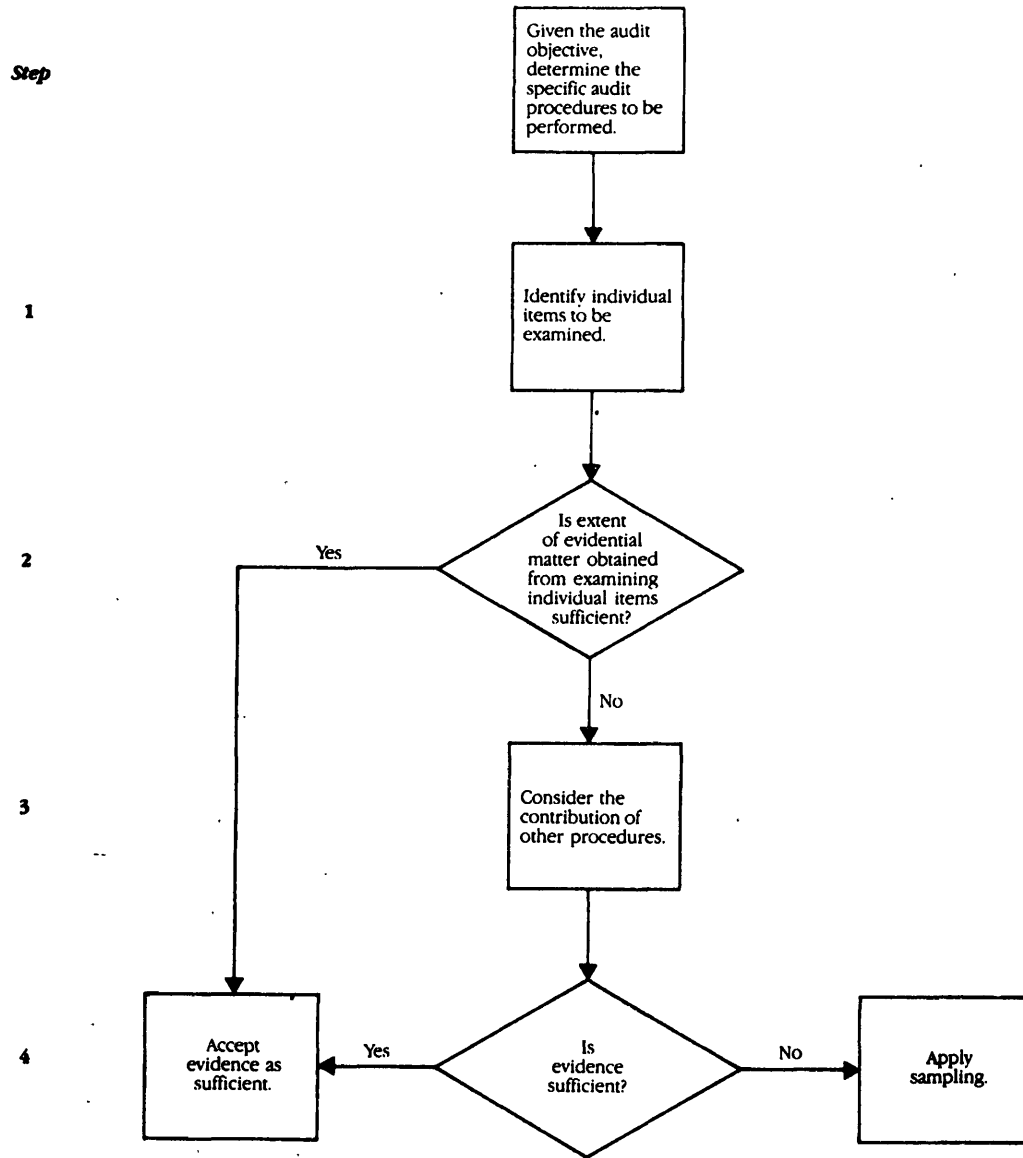 Step
Given the audit
objective,
determine the
specific audit
procedures to be
performed.
1
Identify individual
items to be
examined.
2
Yes
Is extent
of evidential
matter obtained
from examining
individual items
sufficient?
No
3
Consider the
contribution of
other procedures.
4
Accept
evidence as
sufficient.
Yes
Is
evidence
sufficient?
No
Apply
sampling.